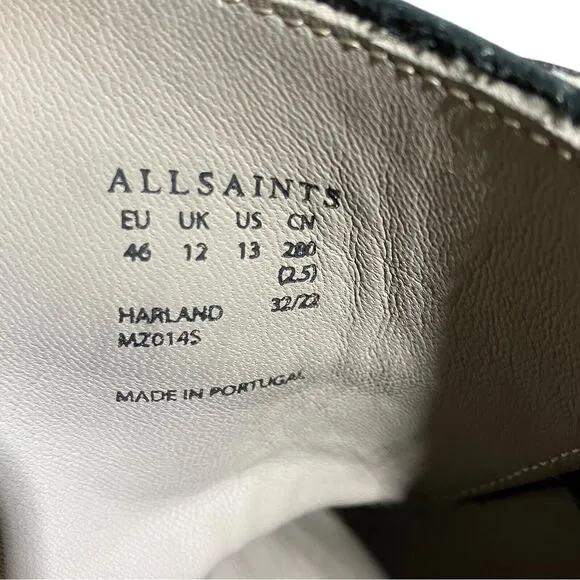 ALLSAINTS
EU UK US CN
46 12 13 280
(2.5)
HARLAND 32/22
MZ014S
MADE IN PORTUGAL